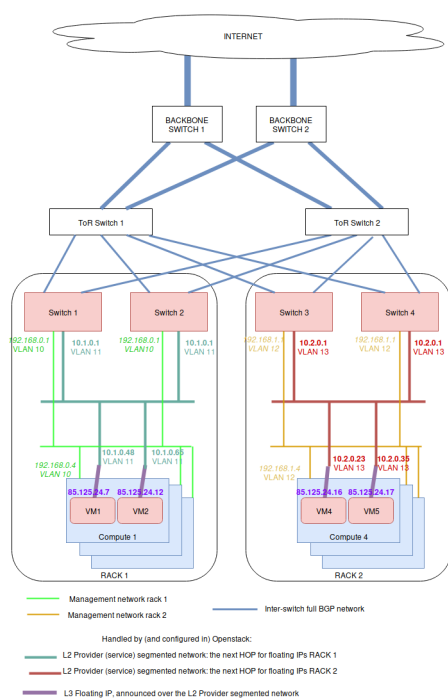 INTERNET
BACKBONE
SWITCH 1
BACKBONE
SWITCH 2
ToR Switch 1
ToR Switch 2
Switch 1
Switch 2
Switch 3
Switch 4
192.168.0.1
VLAN 10
10.1.0.1
VLAN 11
192.168.0.1
VLAN10
10.1.0.1
VLAN 11
192.168.1.1
VLAN 12
10.2.0.1
VLAN 13
192.168.1.1
VLAN 12
10.2.0.1
VLAN 13
192.168.0.4
VLAN 10
10.1.0.48
VLAN 11
10.1.0.65
VLAN 11
192.168.1.4
VLAN 12
10.2.0.23
VLAN 13
10.2.0.35
VLAN 13
85.125.24.7
85.125.24.12
85.125.24.16
85.125.24.17
VM1
VM2
VM4
VM5
Compute 1
Compute 4
RACK 1
RACK 2
Management network rack 1
Management network rack 2
Inter-switch full BGP network
Handled by (and configured in) Openstack:
L2 Provider (service) segmented network: the next HOP for floating IPs RACK 1
L2 Provider (service) segmented network: the next HOP for floating IPs RACK 2
L3 Floating IP, announced over the L2 Provider segmented network